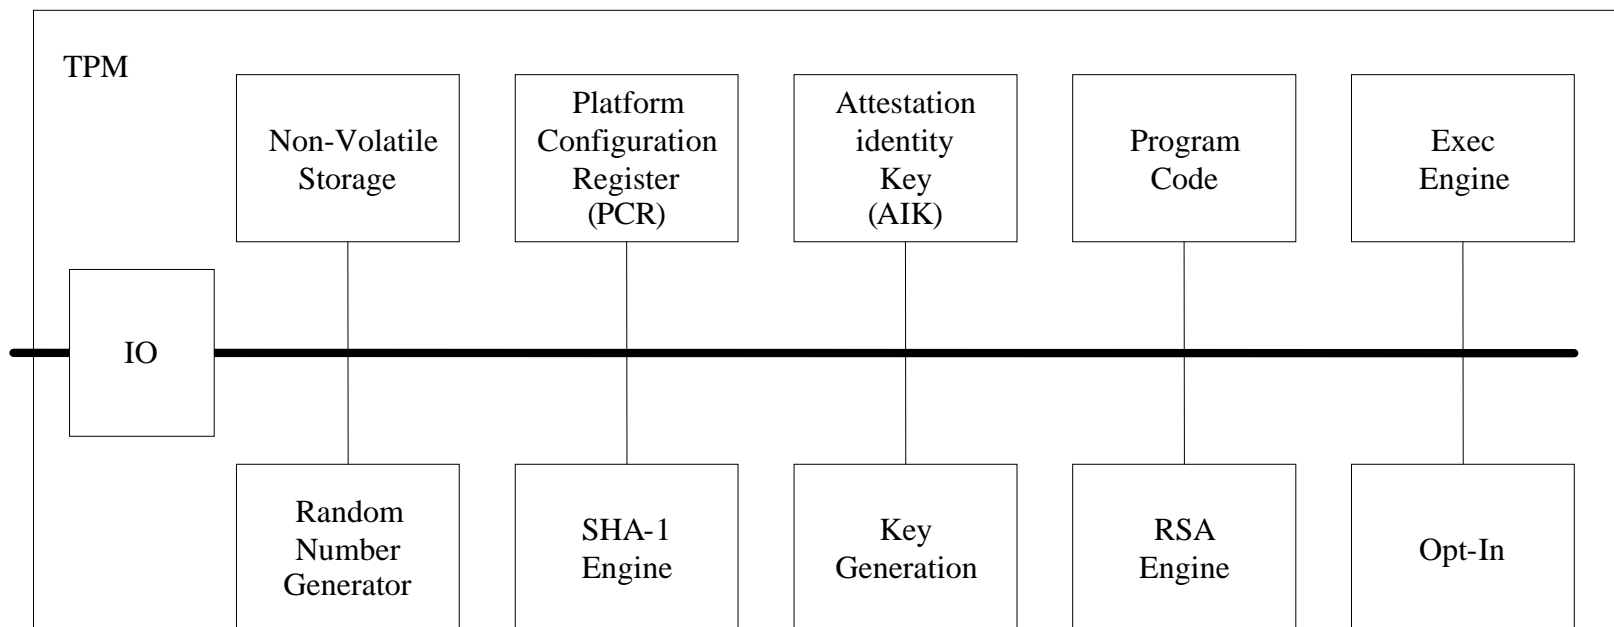 TPM
Non-Volatile
Storage
Platform
Configuration
Register
(PCR)
Attestation
identity
Key
(AIK)
Program
Code
Exec
Engine
IO
Random
Number
Generator
SHA-1
Engine
Key
Generation
RSA
Engine
Opt-In